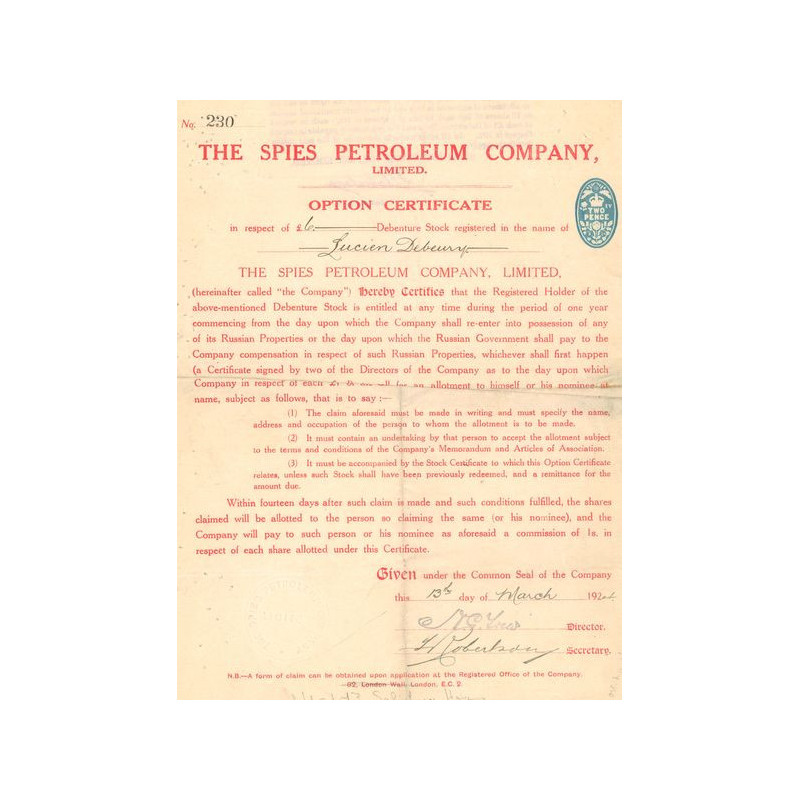 No. 230
THE SPIES PETROLEUM COMPANY,
LIMITED.
OPTION CERTIFICATE
TWO
PENCE
in respect of £6 Debenture Stock registered in the name of
Lucien
THE SPIES PETROLEUM COMPANY, LIMITED,
(hereinafter called "the Company") Hereby Certifies that the Registered Holder of the
above-mentioned Debenture Stock is entitled at any time during the period of one year
commencing from the day upon which the Company shall re-enter into possession of any
of its Russian Properties or the day upon which the Russian Government shall pay to the
Company compensation in respect of such Russian Properties, whichever shall first happen
(a Certificate signed by two of the Directors of the Company as to the day upon which
Company in respect of each for an allotment to himself or his nominee at
name, subject as follows, that is to say :—
(1) The claim aforesaid must be made in writing and must specify the name,
address and occupation of the person to whom the allotment is to be made.
(2) It must contain an undertaking by that person to accept the allotment subject
to the terms and conditions of the Company's Memorandum and Articles of Association.
(3) It must be accompanied by the Stock Certificate to which this Option Certificate
relates, unless such Stock shall have been previously redeemed, and a remittance for the
amount due.
Within fourteen days after such claim is made and such conditions fulfilled, the shares
claimed will be allotted to the person so claiming the same (or his nominee), and the
Company will pay to such person or his nominee as aforesaid a commission of 1s. in
respect of each share allotted under this Certificate.
Given under the Common Seal of the Company
this 13th day of March 192
Director.
Robertson Secretary.
N.B.—A form of claim can be obtained upon application at the Registered Office of the Company.
82, London Wall, London, E.C. 2